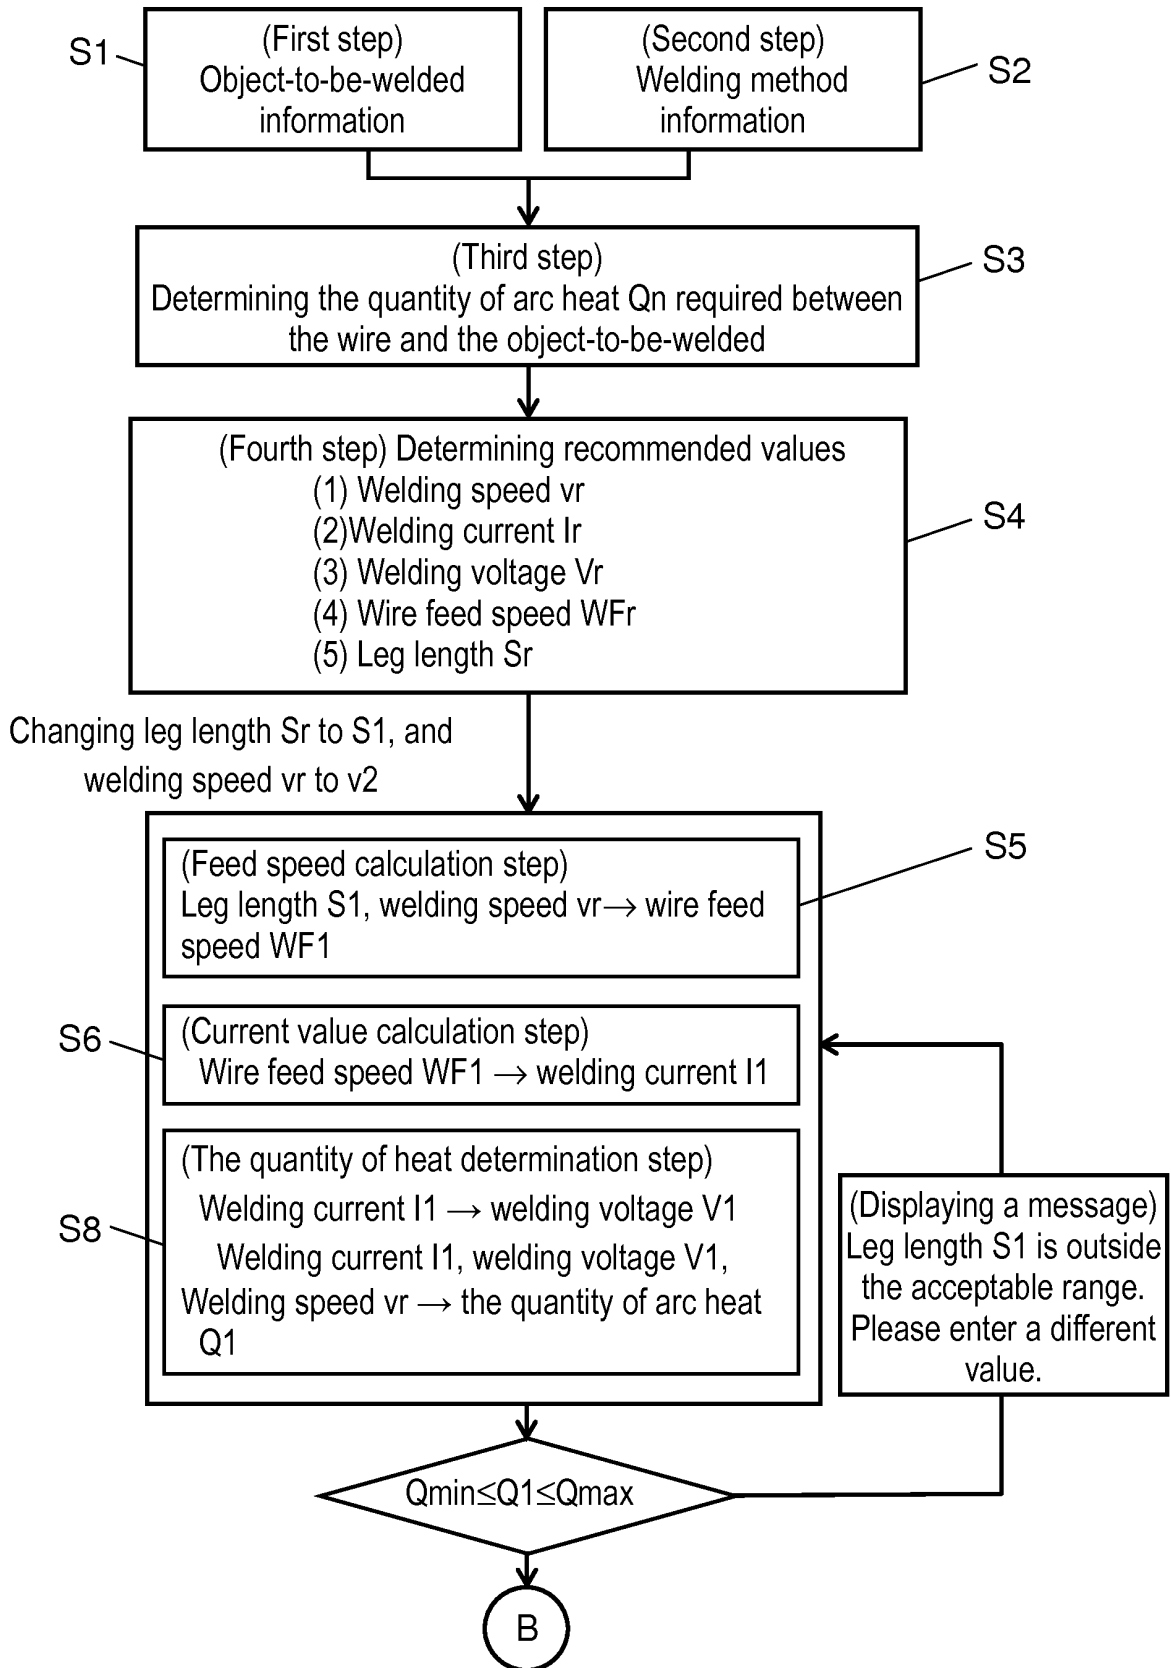 S1
(First step)
Object-to-be-welded
information
(Second step)
Welding method
information
S2
(Third step)
Determining the quantity of arc heat Qn required between
the wire and the object-to-be-welded
S3
(Fourth step) Determining recommended values
(1) Welding speed vr
(2)Welding current Ir
(3) Welding voltage Vr
(4) Wire feed speed WFr
(5) Leg length Sr
S4
Changing leg length Sr to S1, and
welding speed vr to v2
(Feed speed calculation step)
Leg length S1, welding speed vr→ wire feed
speed WF1
S5
S6
(Current value calculation step)
Wire feed speed WF1 → welding current I1
S8
(The quantity of heat determination step)
Welding current I1 → welding voltage V1
Welding current I1, welding voltage V1,
Welding speed vr → the quantity of arc heat
Q1
(Displaying a message)
Leg length S1 is outside
the acceptable range.
Please enter a different
value.
Qmin≤Q1≤Qmax
B